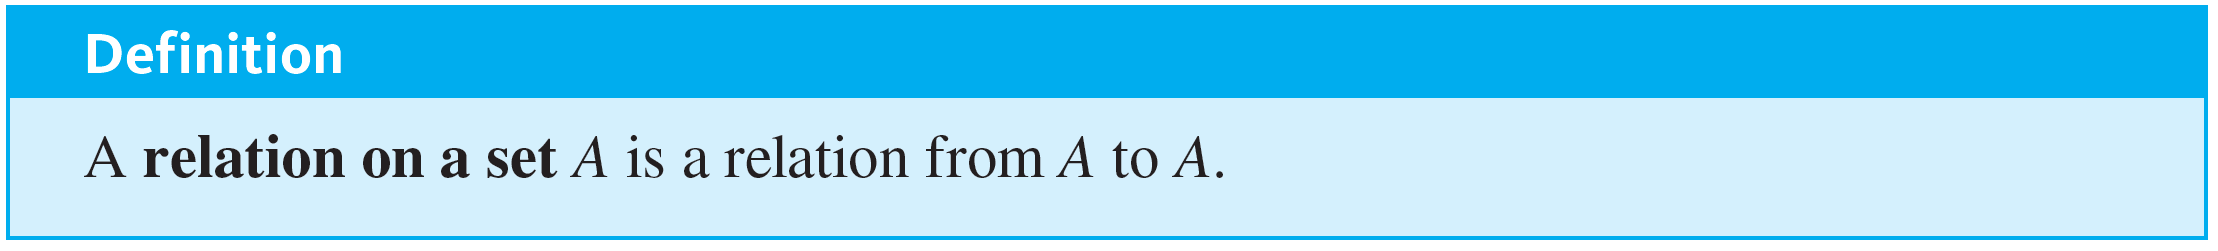 Definition
A relation on a set A is a relation from A to A.